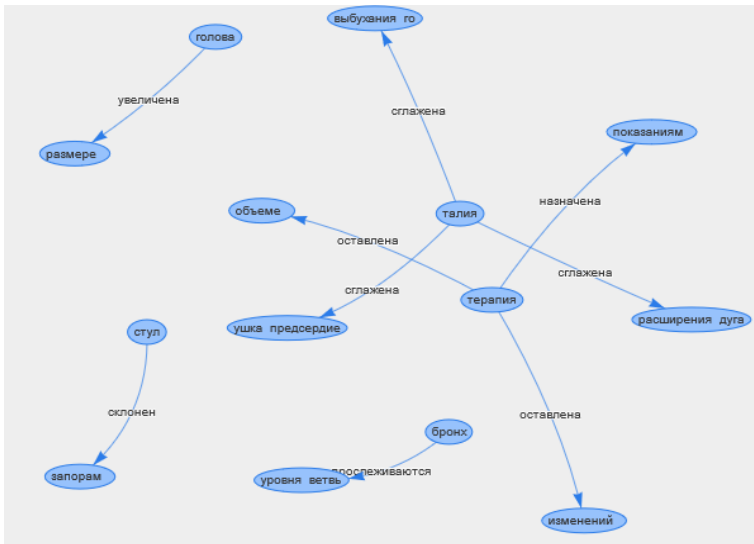 выбухания го
голова
увеличена
сглажена
показаниям
размере
назначена
объеме
талия
оставлена
сглажена
сглажена
терапия
расширения дуга
ушка предсердие
стул
склонен
оставлена
бронх
прослеживаются
запорам
уровня ветвь
изменений